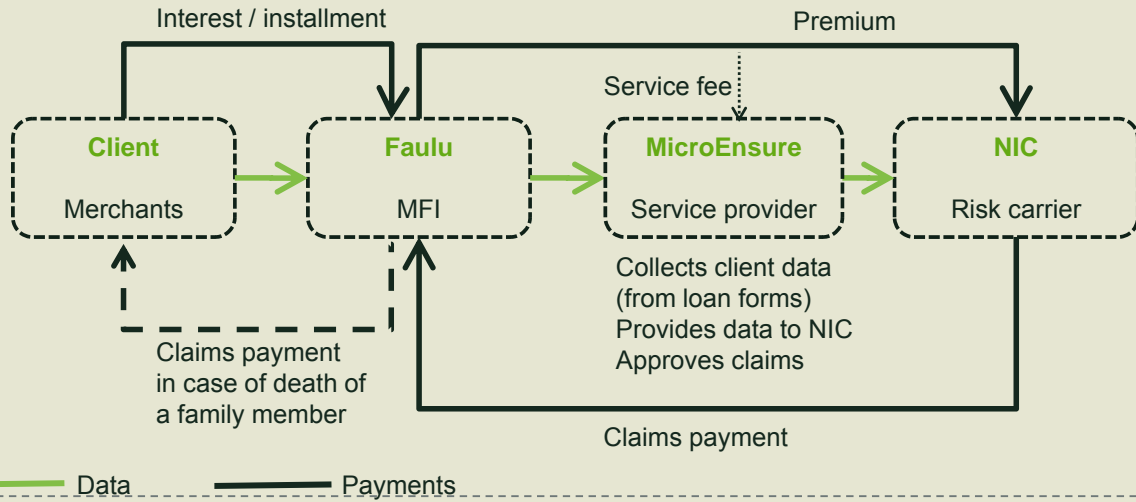 Interest / installment
Premium
Service fee
Client
Merchants
Faulu
MFI
MicroEnsure
Service provider
NIC
Risk carrier
Collects client data
(from loan forms)
Provides data to NIC
Approves claims
Claims payment
in case of death of
a family member
Claims payment
Data
Payments